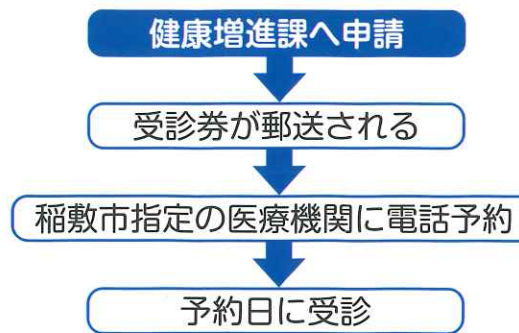 健康増進課へ申請
受診券が郵送される
稲敷市指定の医療機関に電話予約
予約日に受診